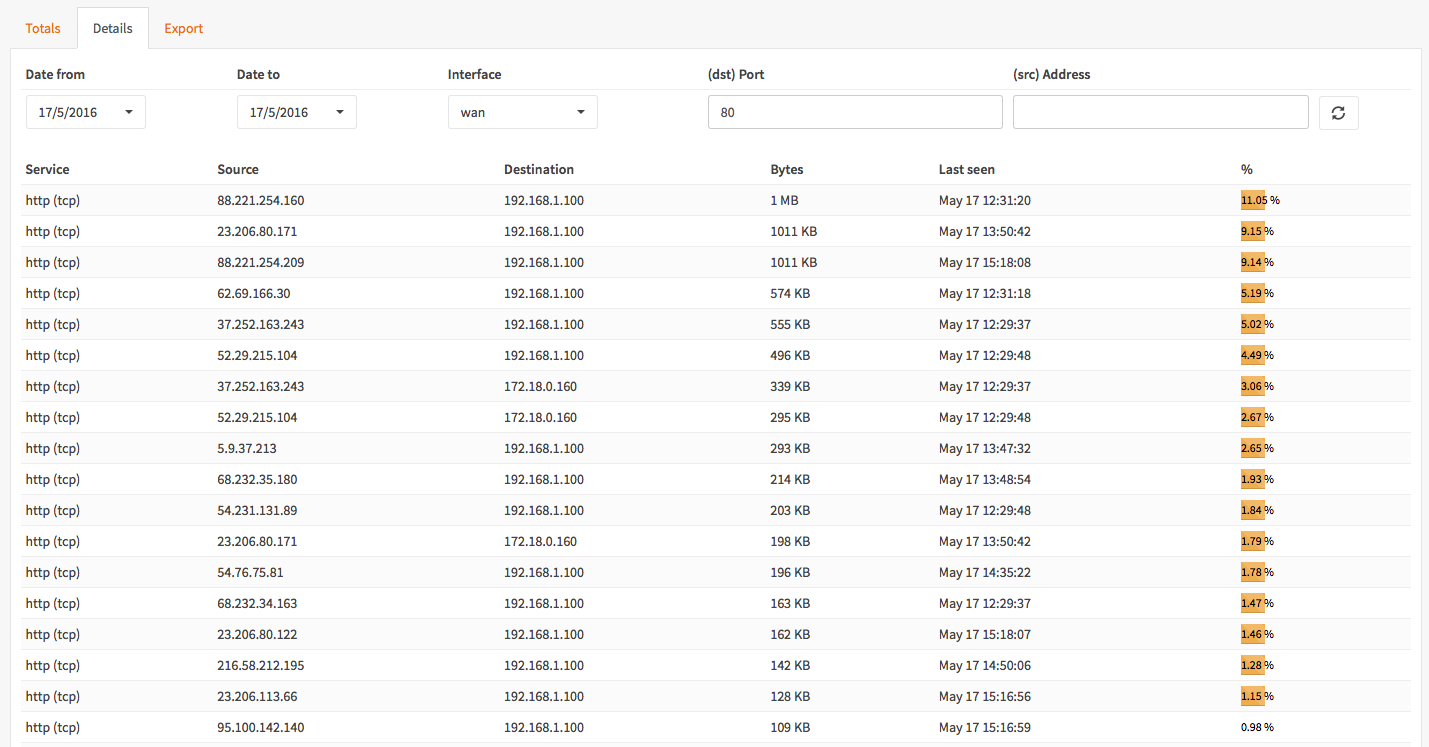 Totals Details Export
Date from Date to Interface (dst) Port (src) Address
17/5/2016 17/5/2016 wan 80
Service Source Destination Bytes Last seen %
http (tcp) 88.221.254.160 192.168.1.100 1 MB May 17 12:31:20 11.05 %
http (tcp) 23.206.80.171 192.168.1.100 1011 KB May 17 13:50:42 9.15 %
http (tcp) 88.221.254.209 192.168.1.100 1011 KB May 17 15:18:08 9.14 %
http (tcp) 62.69.166.30 192.168.1.100 574 KB May 17 12:31:18 5.19 %
http (tcp) 37.252.163.243 192.168.1.100 555 KB May 17 12:29:37 5.02 %
http (tcp) 52.29.215.104 192.168.1.100 496 KB May 17 12:29:48 4.49 %
http (tcp) 37.252.163.243 172.18.0.160 339 KB May 17 12:29:37 3.06 %
http (tcp) 52.29.215.104 172.18.0.160 295 KB May 17 12:29:48 2.67 %
http (tcp) 5.9.37.213 192.168.1.100 293 KB May 17 13:47:32 2.65 %
http (tcp) 68.232.35.180 192.168.1.100 214 KB May 17 13:48:54 1.93 %
http (tcp) 54.231.131.89 192.168.1.100 203 KB May 17 12:29:48 1.84 %
http (tcp) 23.206.80.171 172.18.0.160 198 KB May 17 13:50:42 1.79 %
http (tcp) 54.76.75.81 192.168.1.100 196 KB May 17 14:35:22 1.78 %
http (tcp) 68.232.34.163 192.168.1.100 163 KB May 17 12:29:37 1.47 %
http (tcp) 23.206.80.122 192.168.1.100 162 KB May 17 15:18:07 1.46 %
http (tcp) 216.58.212.195 192.168.1.100 142 KB May 17 14:50:06 1.28 %
http (tcp) 23.206.113.66 192.168.1.100 128 KB May 17 15:16:56 1.15 %
http (tcp) 95.100.142.140 192.168.1.100 109 KB May 17 15:16:59 0.98 %